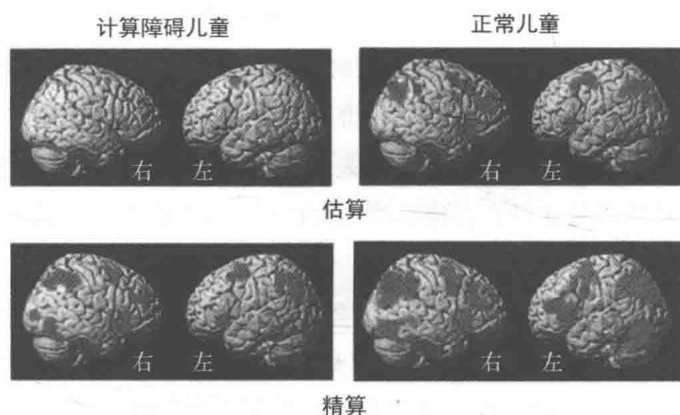 计算障碍儿童 正常儿童
右 左 右 左
估算
右 左 右 左
精算